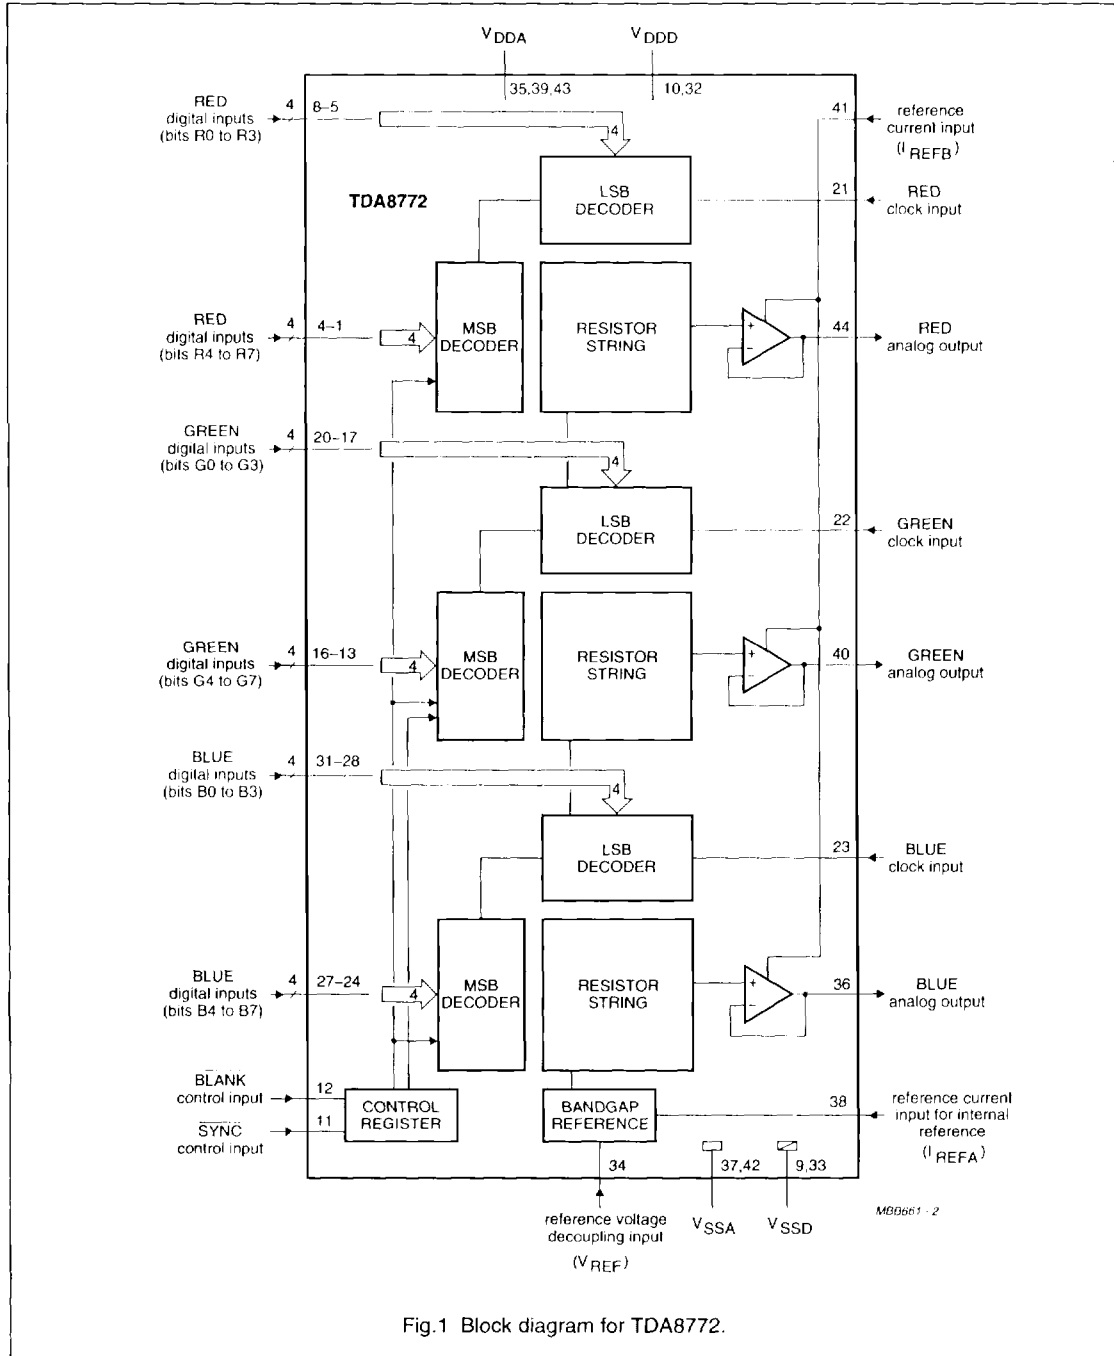 VDDA
VDDD
35,39,43
10,32
RED
digital inputs
(bits R0 to R3)
4
8–5
4
41
reference
current input
(IREFB)
TDA8772
LSB
DECODER
21
RED
clock input
RED
digital inputs
(bits R4 to R7)
4
4–1
4
MSB
DECODER
RESISTOR
STRING
+
−
44
RED
analog output
GREEN
digital inputs
(bits G0 to G3)
4
20–17
4
LSB
DECODER
22
GREEN
clock input
GREEN
digital inputs
(bits G4 to G7)
4
16–13
4
MSB
DECODER
RESISTOR
STRING
+
−
40
GREEN
analog output
BLUE
digital inputs
(bits B0 to B3)
4
31–28
4
LSB
DECODER
23
BLUE
clock input
BLUE
digital inputs
(bits B4 to B7)
4
27–24
4
MSB
DECODER
RESISTOR
STRING
+
−
36
BLUE
analog output
BLANK
control input
12
SYNC
control input
11
CONTROL
REGISTER
BANDGAP
REFERENCE
38
reference current
input for internal
reference
(IREFA)
34
37,42
9,33
reference voltage
decoupling input
(VREF)
VSSA
VSSD
MBB661 - 2
Fig.1 Block diagram for TDA8772.